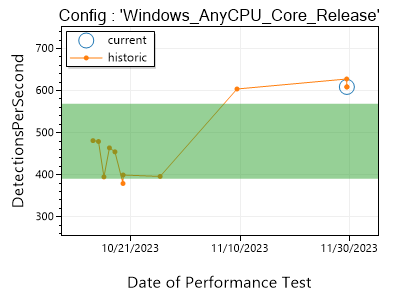 Config : 'Windows_AnyCPU_Core_Release'
current
historic
700
600
500
400
300
DetectionsPerSecond
10/21/2023
11/10/2023
11/30/2023
Date of Performance Test